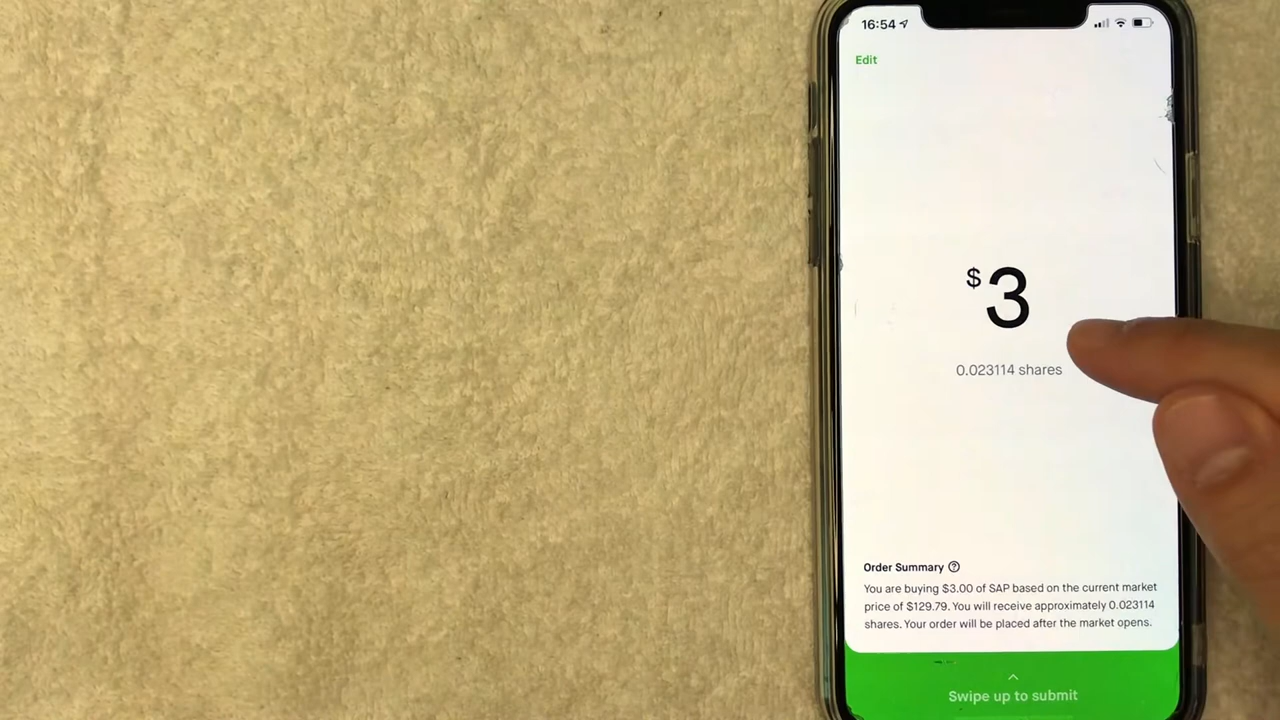 16:54
Edit
$3
0.023114 shares
Order Summary ?
You are buying $3.00 of SAP based on the current market
price of $129.79. You will receive approximately 0.023114
shares. Your order will be placed after the market opens.
Swipe up to submit